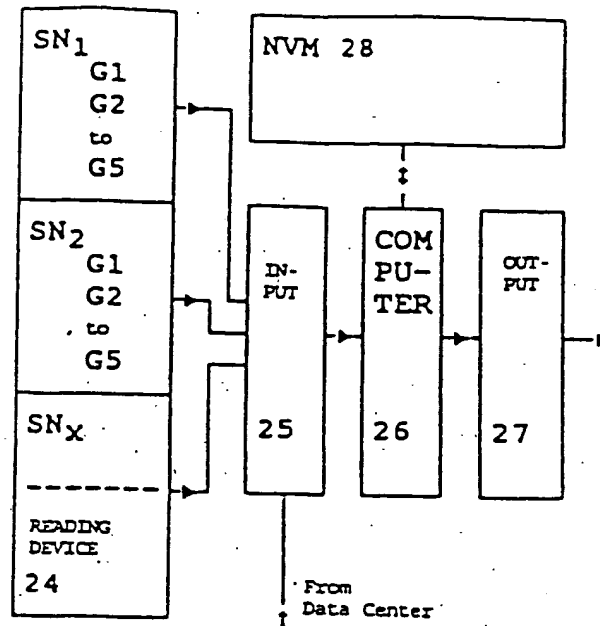 SN1
G1
G2
to
G5
SN2
G1
G2
to
G5
SNX
READING
DEVICE
24
NVM 28
IN-
PUT
25
COM
PU-
TER
26
OUT-
PUT
27
From
Data Center